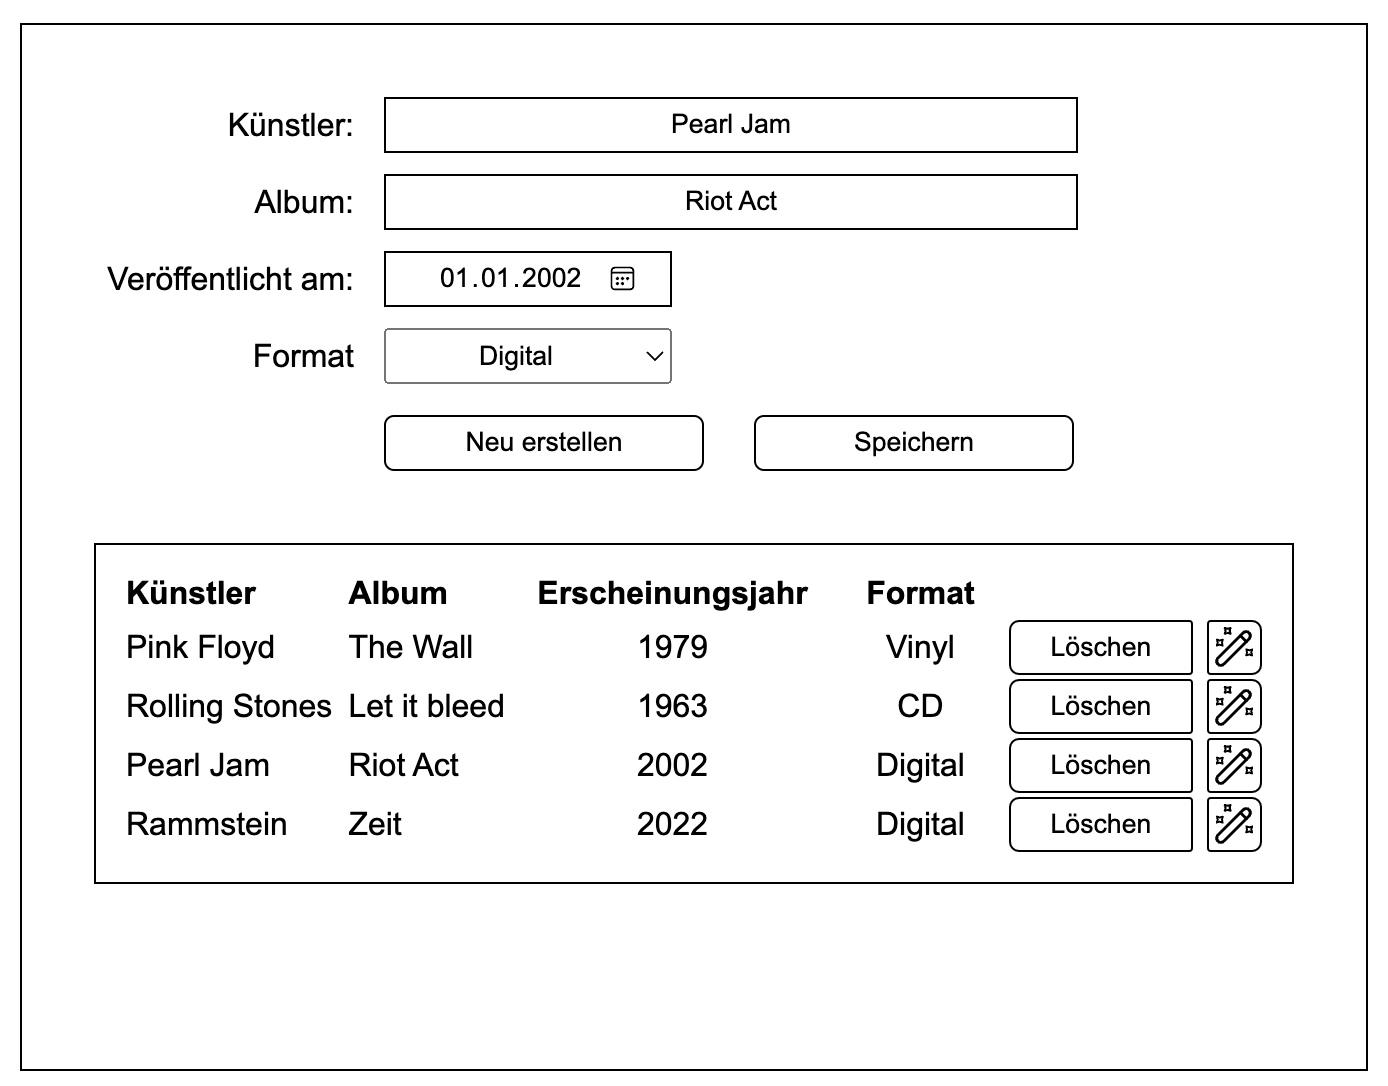 Künstler: Pearl Jam
Album: Riot Act
Veröffentlicht am: 01.01.2002
Format Digital
Neu erstellen Speichern
Künstler Album Erscheinungsjahr Format
Pink Floyd The Wall 1979 Vinyl Löschen
Rolling Stones Let it bleed 1963 CD Löschen
Pearl Jam Riot Act 2002 Digital Löschen
Rammstein Zeit 2022 Digital Löschen